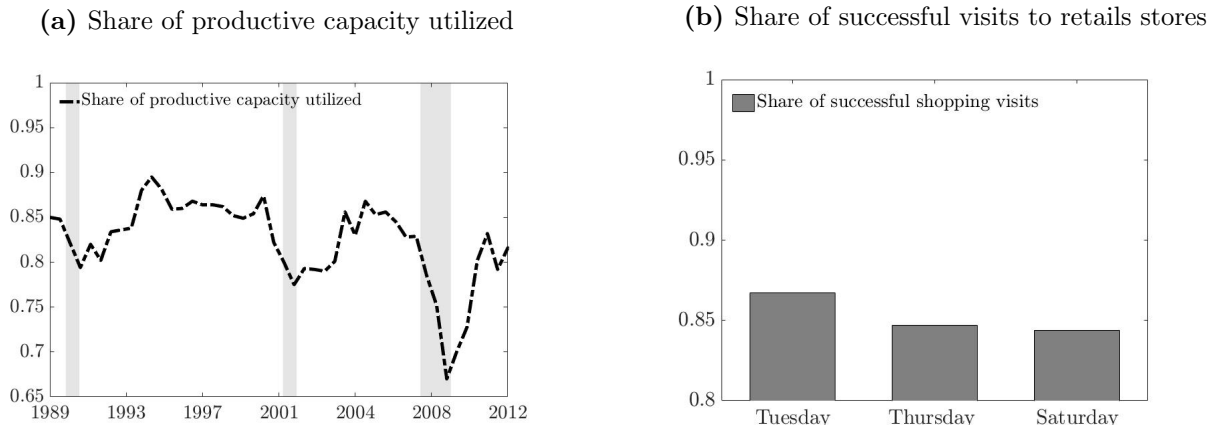 (a) Share of productive capacity utilized
1
Share of productive capacity utilized
0.95
0.9
0.85
0.8
0.75
0.7
0.65
1989 1993 1997 2001 2004 2008 2012
(b) Share of successful visits to retails stores
1
Share of successful shopping visits
0.95
0.9
0.85
0.8
Tuesday Thursday Saturday